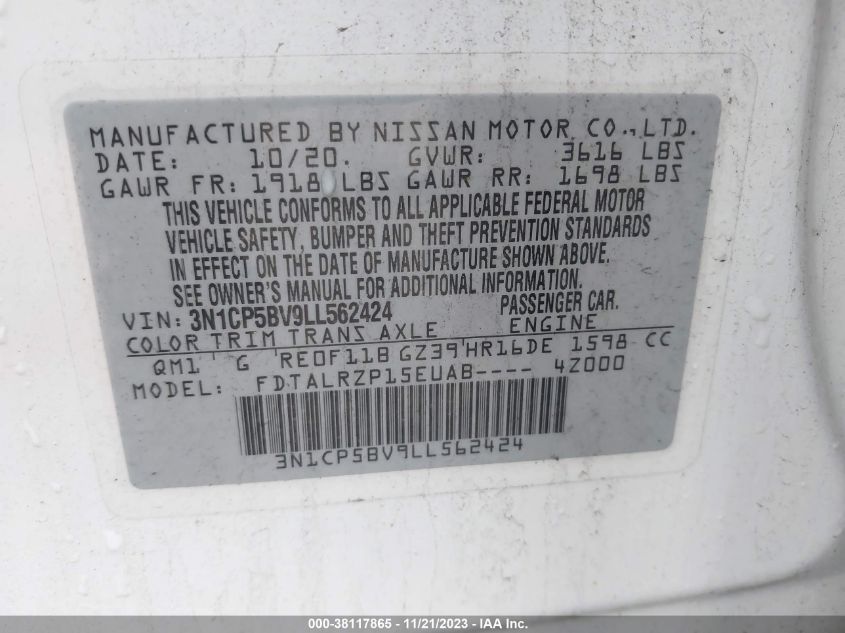 MANUFACTURED BY NISSAN MOTOR CO.,LTD.
DATE: 10/20. GVWR: 3616 LBS
GAWR FR: 1918 LBS GAWR RR: 1698 LBS
THIS VEHICLE CONFORMS TO ALL APPLICABLE FEDERAL MOTOR
VEHICLE SAFETY, BUMPER AND THEFT PREVENTION STANDARDS
IN EFFECT ON THE DATE OF MANUFACTURE SHOWN ABOVE.
SEE OWNER'S MANUAL FOR ADDITIONAL INFORMATION.
VIN: 3N1CP5BV9LL562424 PASSENGER CAR.
COLOR TRIM TRANS AXLE ENGINE
QM1 G RE0F11B GZ39 HR16DE 1598 CC
MODEL: FDTALRZP15EUAB---- 4Z000
3N1CP5BV9LL562424
000-38117865 - 11/21/2023 - IAA Inc.